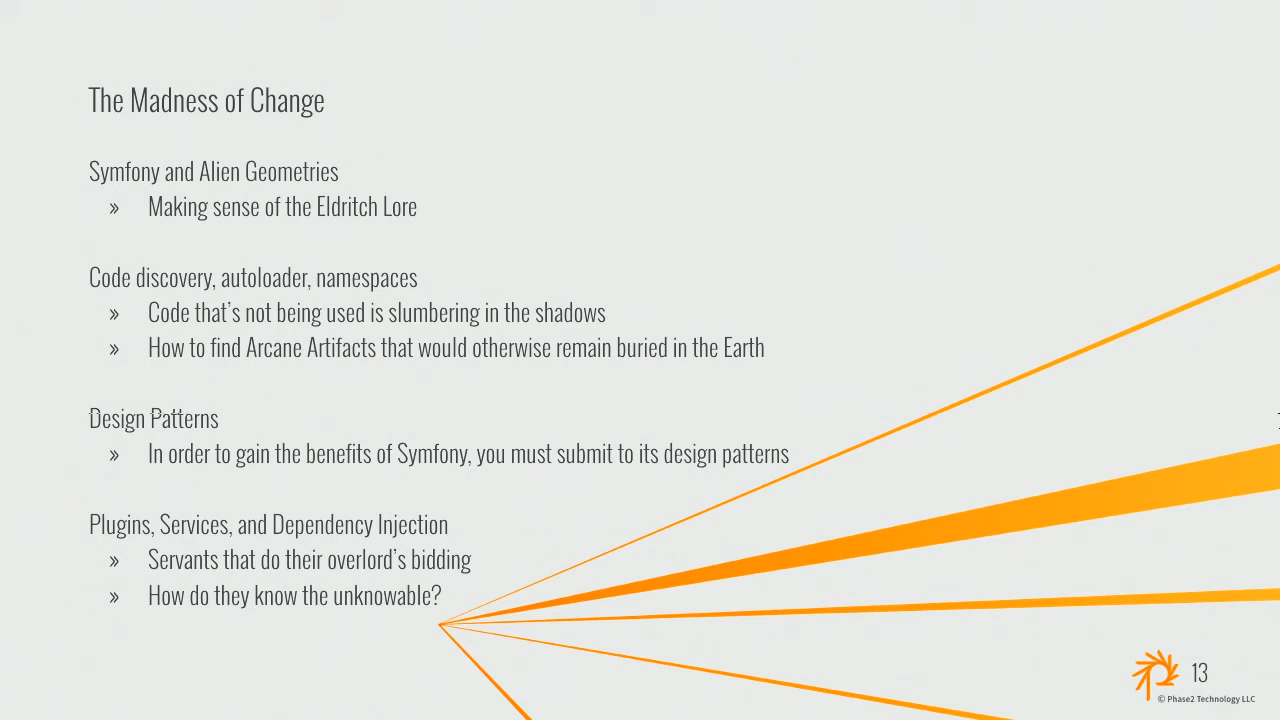 The Madness of Change
Symfony and Alien Geometries
» Making sense of the Eldritch Lore
Code discovery, autoloader, namespaces
» Code that’s not being used is slumbering in the shadows
» How to find Arcane Artifacts that would otherwise remain buried in the Earth
Design Patterns
» In order to gain the benefits of Symfony, you must submit to its design patterns
Plugins, Services, and Dependency Injection
» Servants that do their overlord’s bidding
» How do they know the unknowable?
13
© Phase2 Technology LLC